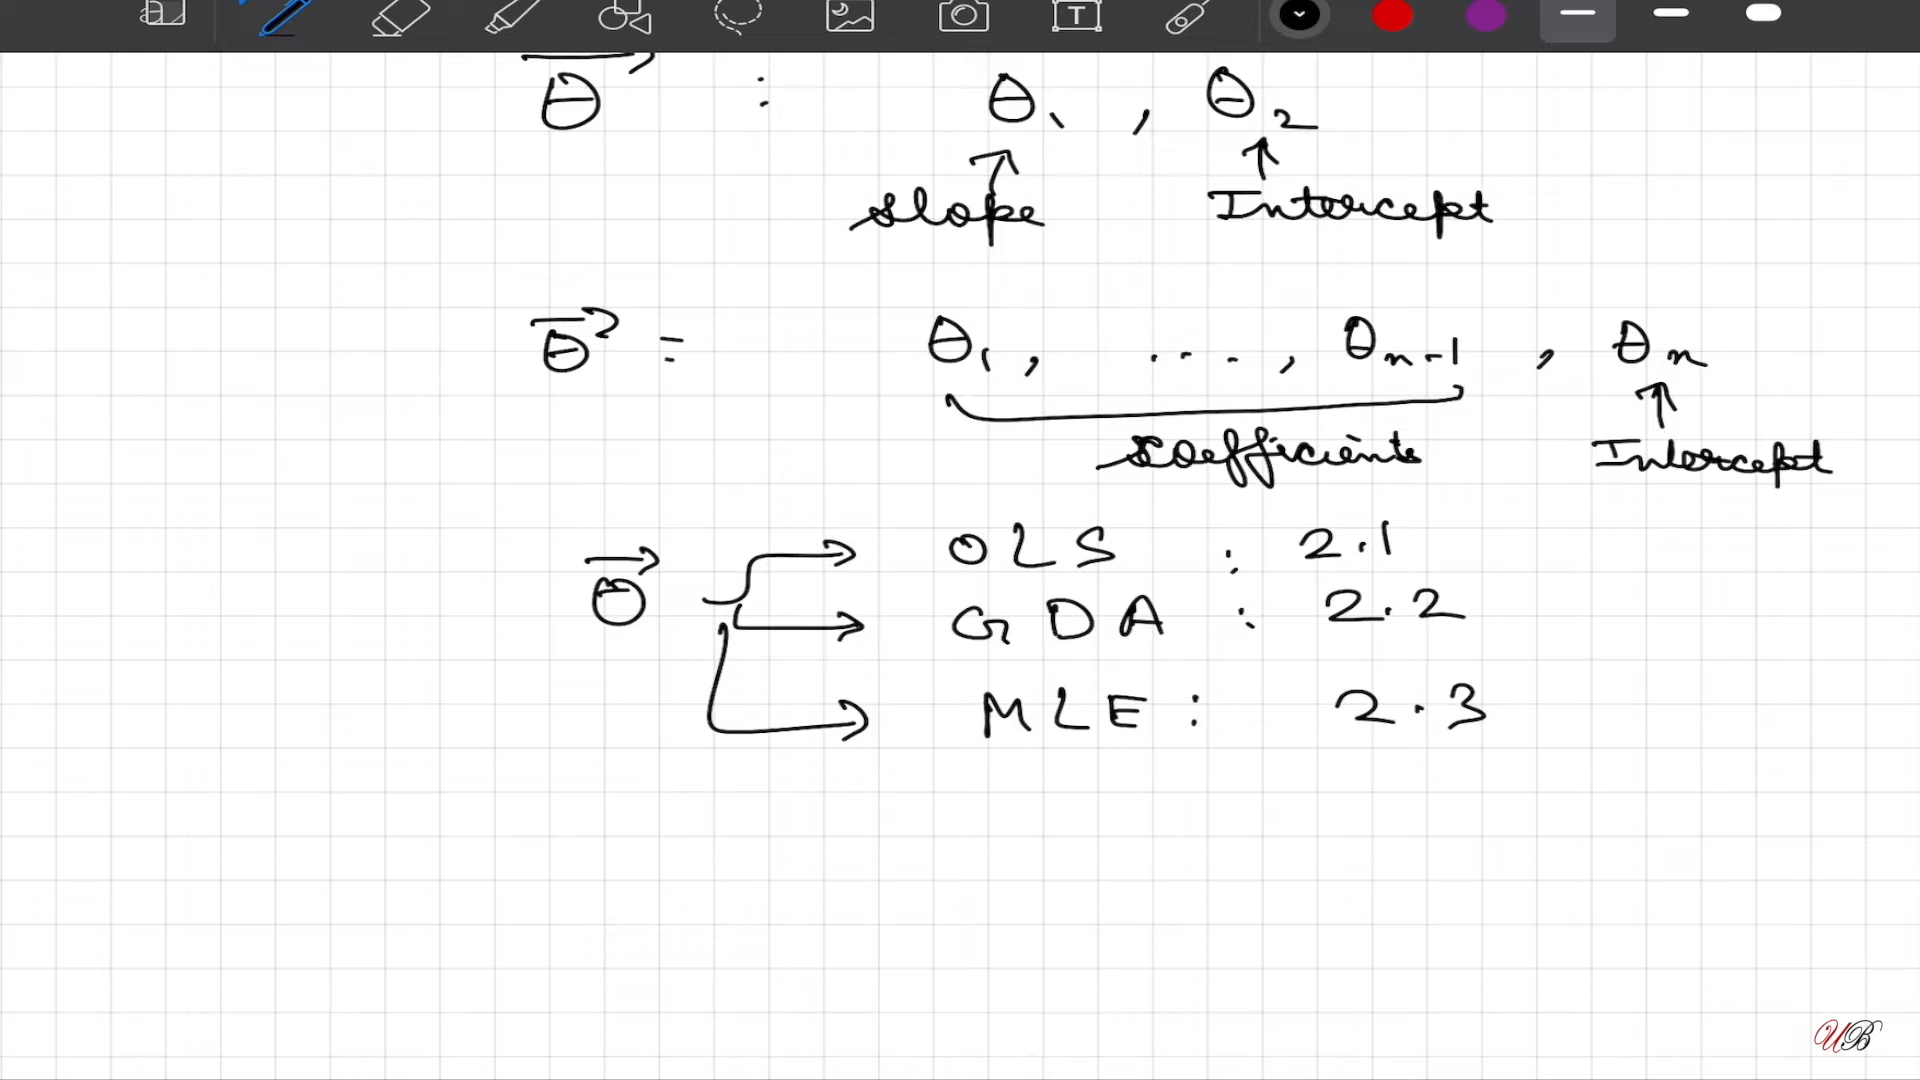 θ⃗ : θ₁ , θ₂
slope Intercept
θ⃗ = θ₁, ...., θₙ₋₁ , θₙ
coefficients Intercept
θ⃗ → OLS : 2.1
→ GDA : 2.2
→ MLE : 2.3
UB